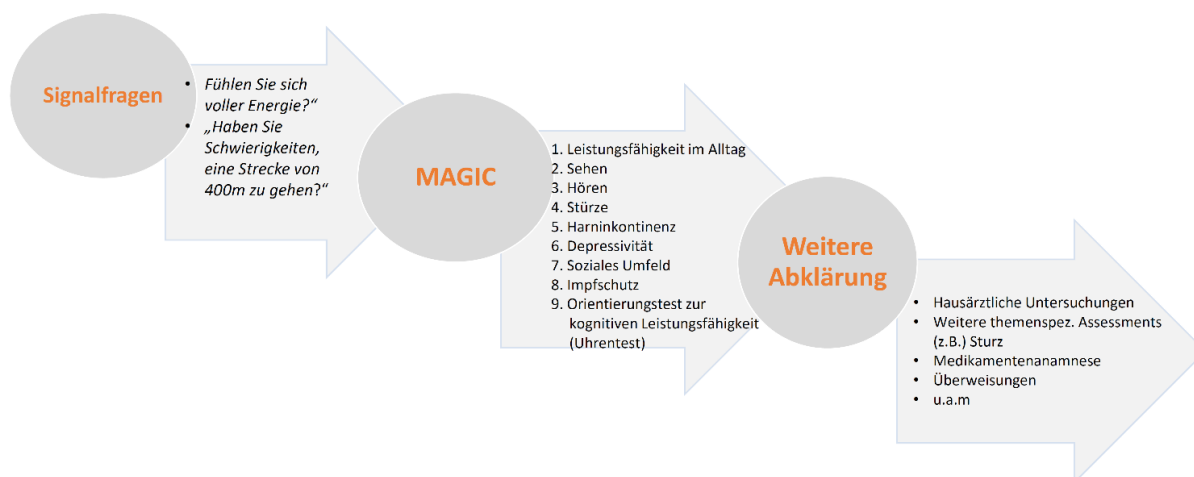 Signalfragen
• Fühlen Sie sich
voller Energie?“
• „Haben Sie
Schwierigkeiten,
eine Strecke von
400m zu gehen?“
MAGIC
1. Leistungsfähigkeit im Alltag
2. Sehen
3. Hören
4. Stürze
5. Harninkontinenz
6. Depressivität
7. Soziales Umfeld
8. Impfschutz
9. Orientierungstest zur
kognitiven Leistungsfähigkeit
(Uhrentest)
Weitere
Abklärung
• Hausärztliche Untersuchungen
• Weitere themenspez. Assessments
(z.B.) Sturz
• Medikamentenanamnese
• Überweisungen
• u.a.m